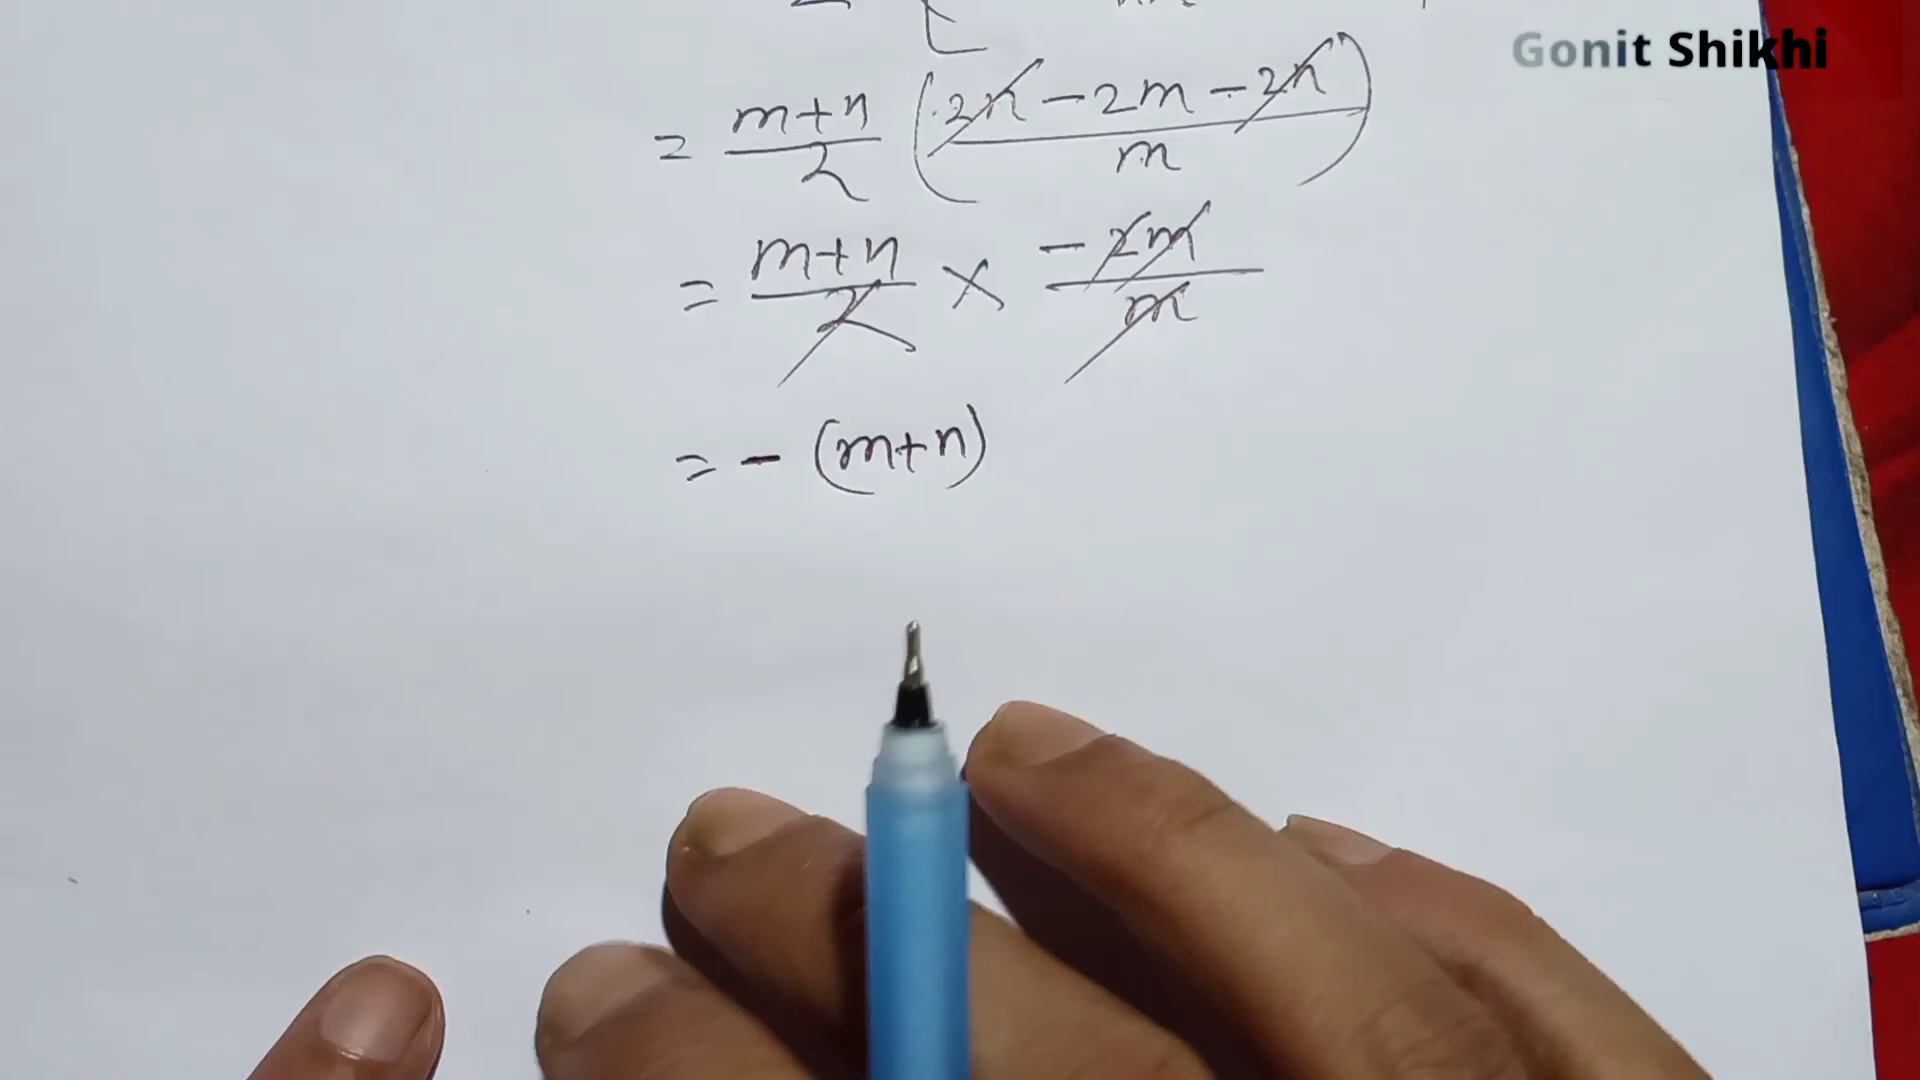 Gonit Shikhi
= m+n/2 (2n-2m-2n/m)
= m+n/2 × -2m/m
= - (m+n)